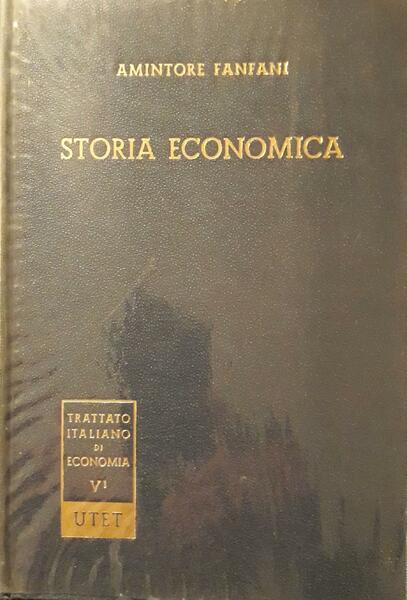 AMINTORE FANFANI
STORIA ECONOMICA
TRATTATO
ITALIANO
DI
ECONOMIA
V¹
UTET